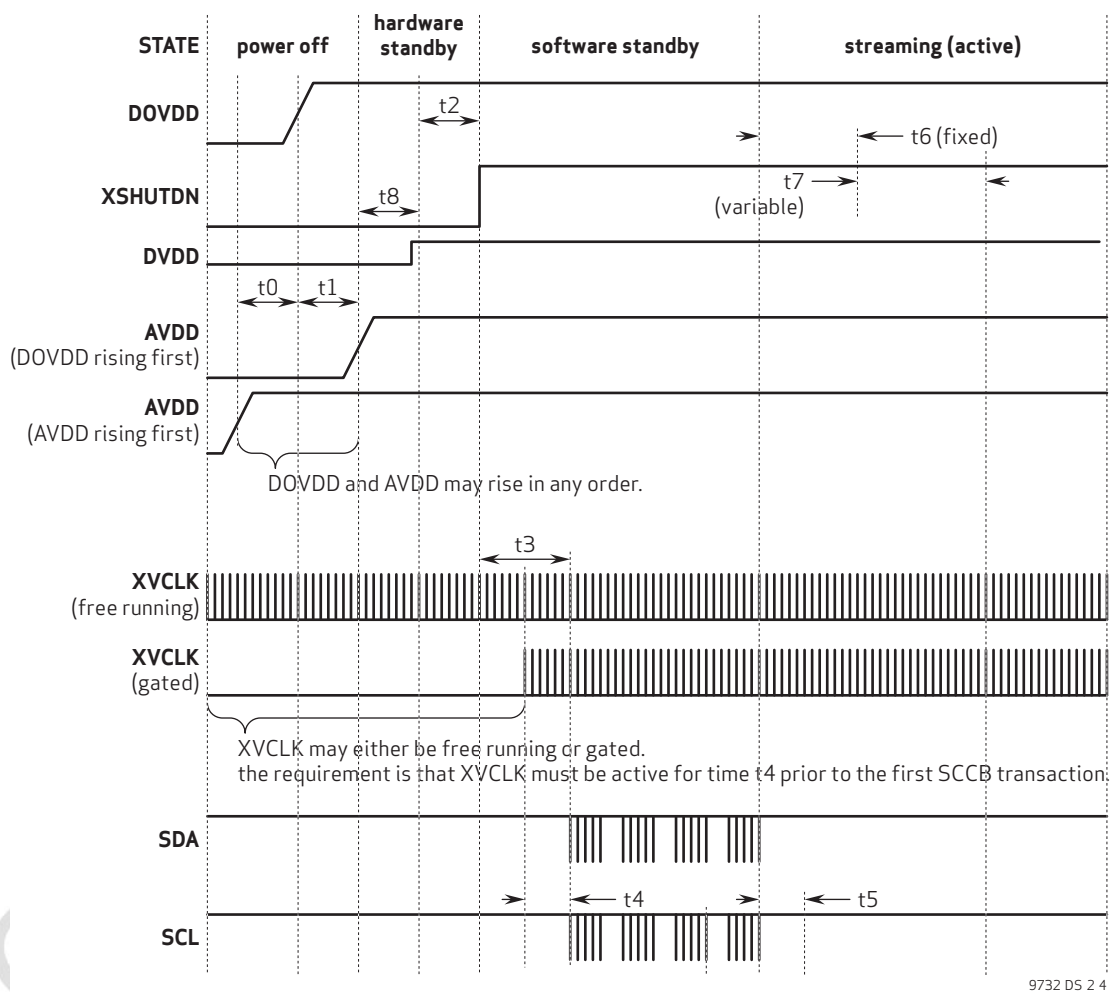 STATE
power off
hardware
standby
software standby
streaming (active)
DOVDD
t2
t6 (fixed)
XSHUTDN
t8
t7
(variable)
DVDD
t0
t1
AVDD
(DOVDD rising first)
AVDD
(AVDD rising first)
DOVDD and AVDD may rise in any order.
t3
XVCLK
(free running)
XVCLK
(gated)
XVCLK may either be free running or gated.
the requirement is that XVCLK must be active for time t4 prior to the first SCCB transaction.
SDA
t4
t5
SCL
9732 DS 2 4